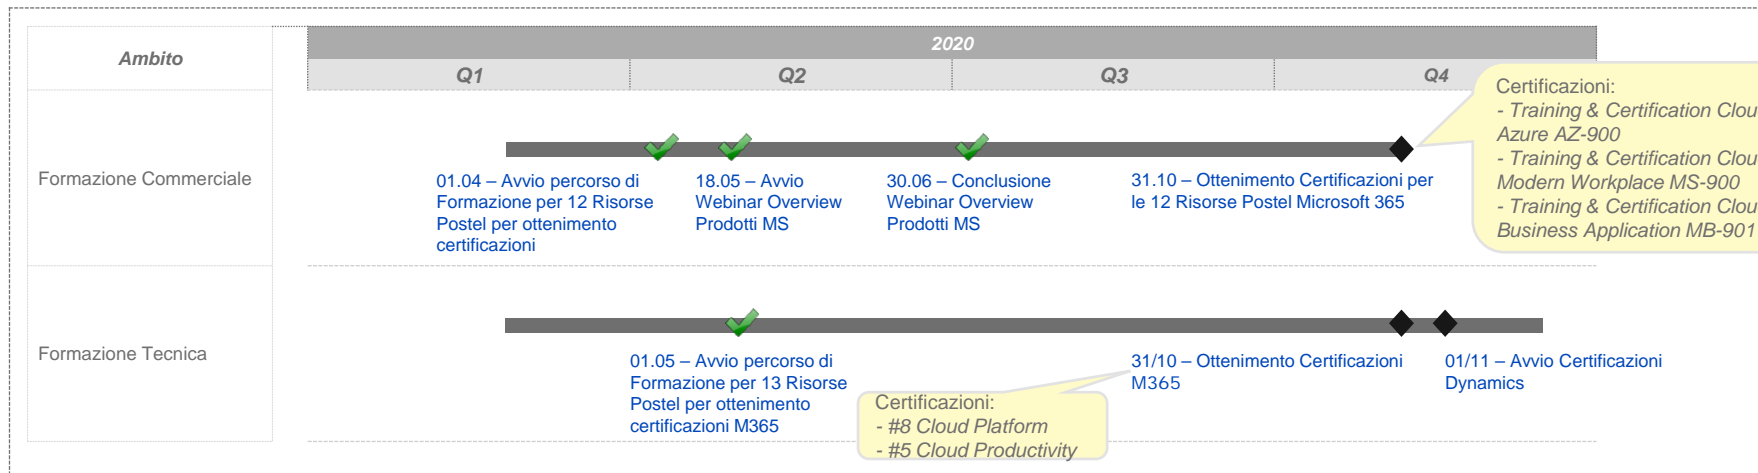 Ambito
2020
Q1
Q2
Q3
Q4
Formazione Commerciale
01.04 – Avvio percorso di
Formazione per 12 Risorse
Postel per ottenimento
certificazioni
18.05 – Avvio
Webinar Overview
Prodotti MS
30.06 – Conclusione
Webinar Overview
Prodotti MS
31.10 – Ottenimento Certificazioni per
le 12 Risorse Postel Microsoft 365
Certificazioni:
- Training & Certification Clou
Azure AZ-900
- Training & Certification Clou
Modern Workplace MS-900
- Training & Certification Clou
Business Application MB-901
Formazione Tecnica
01.05 – Avvio percorso di
Formazione per 13 Risorse
Postel per ottenimento
certificazioni M365
31/10 – Ottenimento Certificazioni
M365
01/11 – Avvio Certificazioni
Dynamics
Certificazioni:
- #8 Cloud Platform
- #5 Cloud Productivity